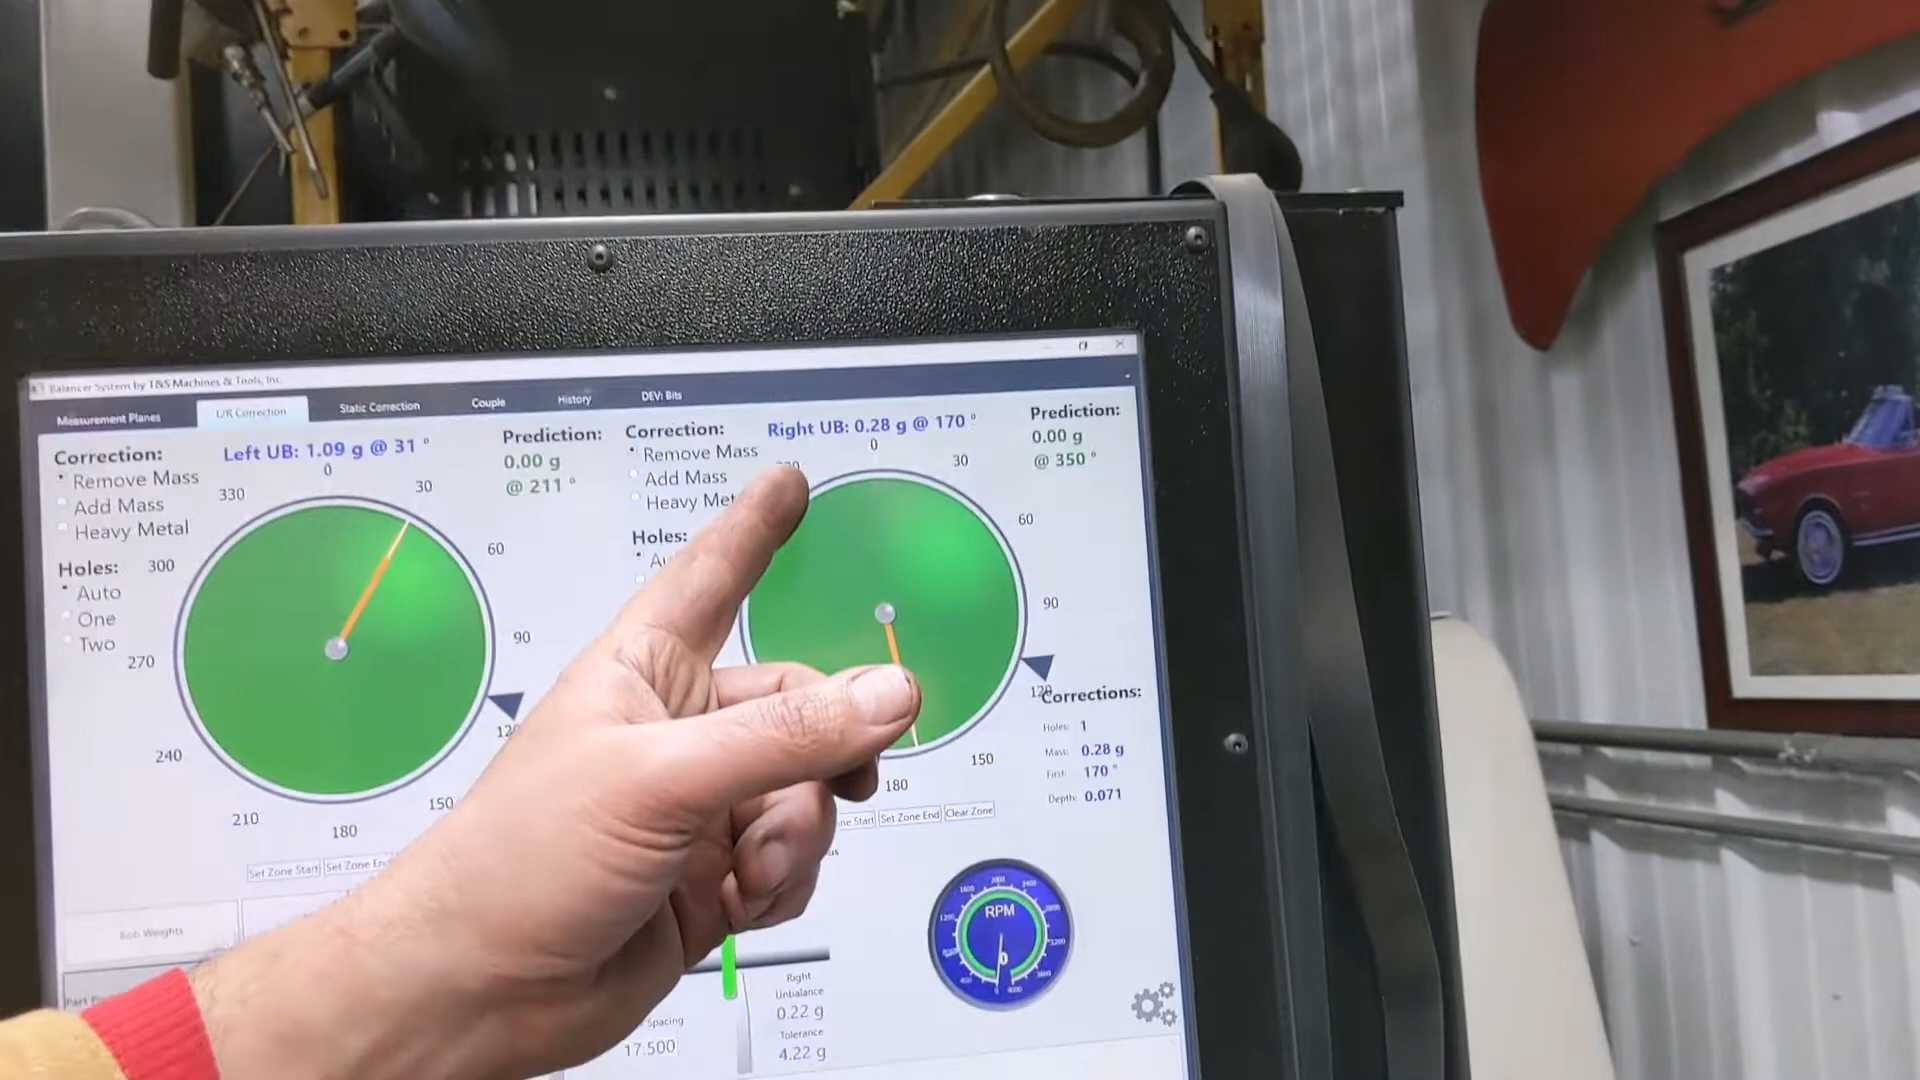 Balancer System by T&S Machines & Tools, Inc.
Measurement Planes
L/R Correction
Static Correction
Couple
History
DEV: Bits
Correction:
Remove Mass
Add Mass
Heavy Metal
Holes:
Auto
One
Two
Left UB: 1.09 g @ 31 °
0
30
60
90
150
180
210
240
270
300
330
Prediction:
0.00 g
@ 211 °
Set Zone Start
Set Zone End
Bob Weights
Correction:
Remove Mass
Add Mass
Holes:
Right UB: 0.28 g @ 170 °
0
30
60
90
120
150
180
Prediction:
0.00 g
@ 350 °
Corrections:
Holes: 1
Mass: 0.28 g
First: 170 °
Depth: 0.071
Set Zone End
Clear Zone
RPM
0
Right
Unbalance
0.22 g
Tolerance
4.22 g
Spacing
17.500